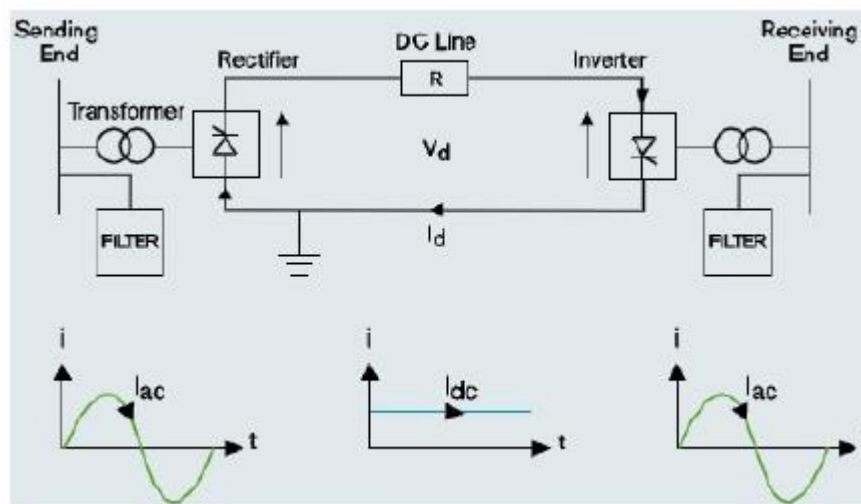 Sending
End
Receiving
End
DC Line
Rectifier
Inverter
R
Transformer
Vd
Id
FILTER
FILTER
i
Iac
t
i
Idc
t
i
Iac